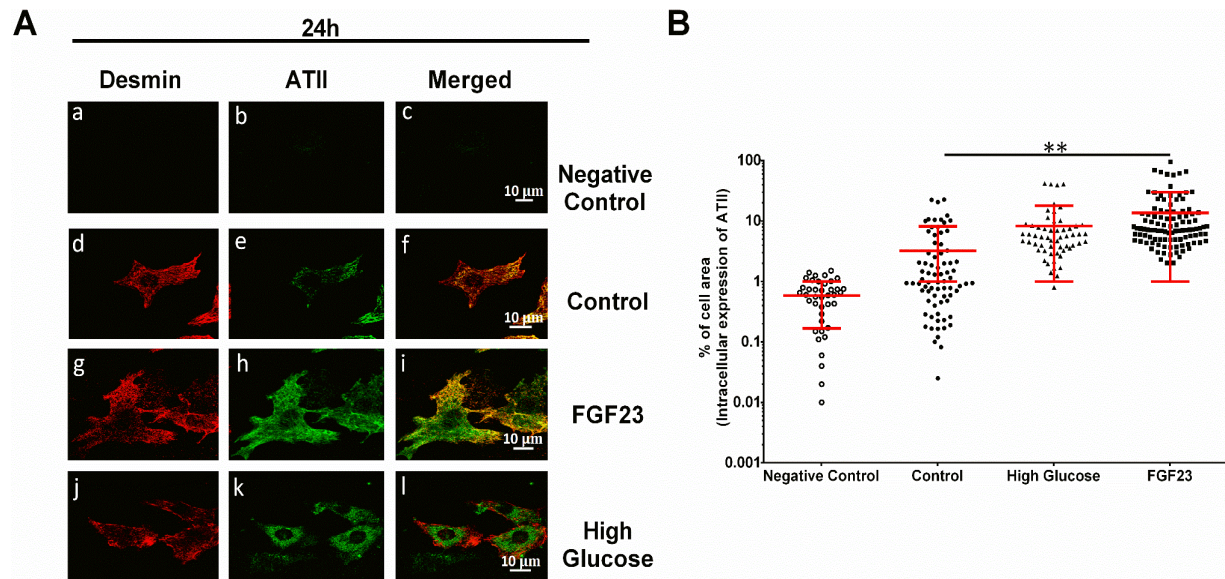 A
24h
Desmin ATII Merged
a b c
10 µm
Negative
Control
d e f
10 µm
Control
g h i
10 µm
FGF23
j k l
10 µm
High
Glucose
B
**
% of cell area
(Intracellular expression of ATII)
100
10
1
0.1
0.01
0.001
Negative Control Control High Glucose FGF23